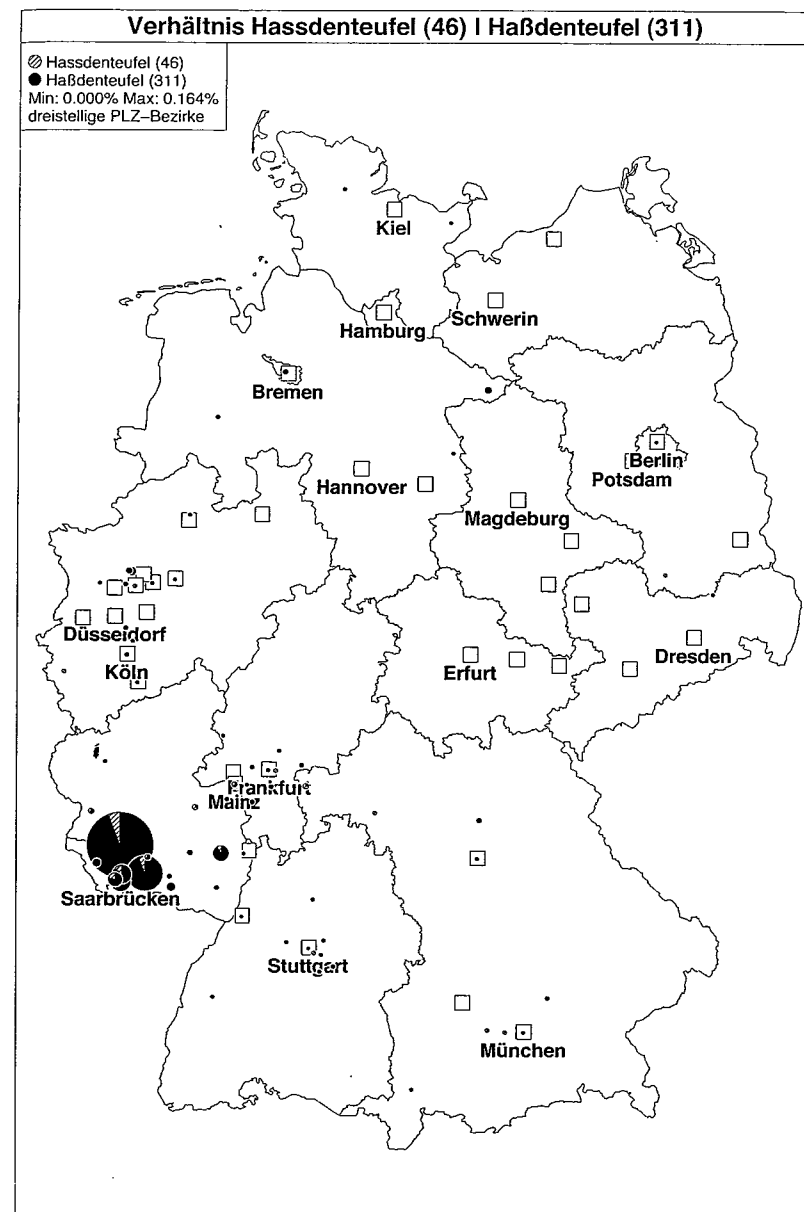 Verhältnis Hassdenteufel (46) I Haßdenteufel (311)
Hassdenteufel (46)
Haßdenteufel (311)
Min: 0.000% Max: 0.164%
dreistellige PLZ–Bezirke
Kiel
Schwerin
Hamburg
Bremen
Berlin
Potsdam
Hannover
Magdeburg
Düsseidorf
Köln
Erfurt
Dresden
Frankfurt
Mainz
Saarbrücken
Stuttgart
München